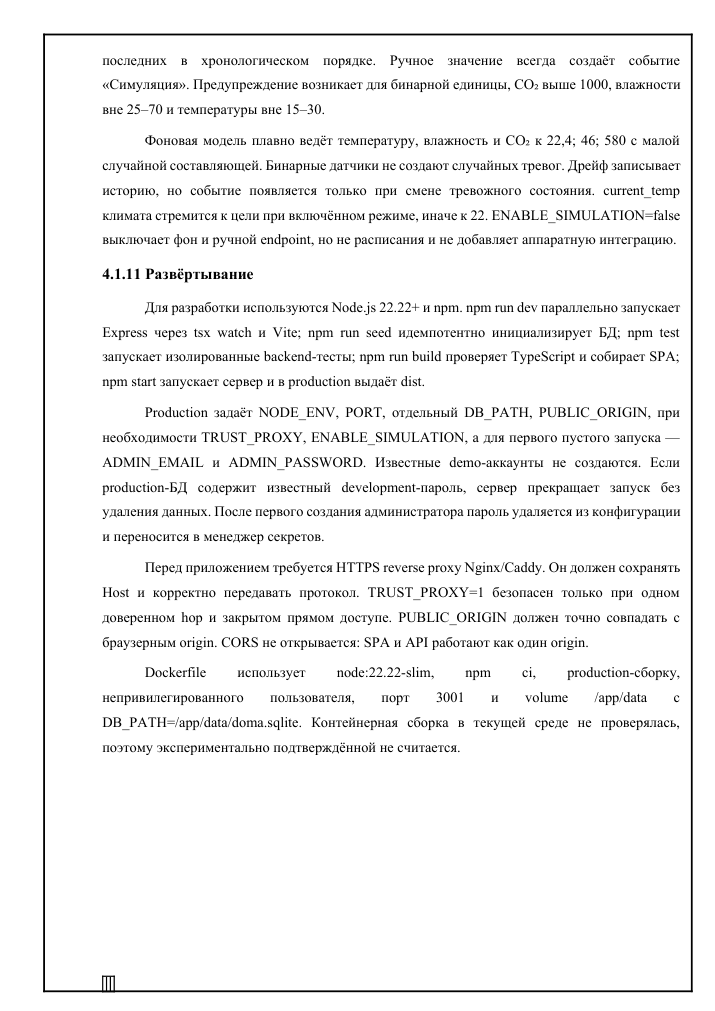 последних в хронологическом порядке. Ручное значение всегда создаёт событие
«Симуляция». Предупреждение возникает для бинарной единицы, CO₂ выше 1000, влажности
вне 25–70 и температуры вне 15–30.
Фоновая модель плавно ведёт температуру, влажность и CO₂ к 22,4; 46; 580 с малой
случайной составляющей. Бинарные датчики не создают случайных тревог. Дрейф записывает
историю, но событие появляется только при смене тревожного состояния. current_temp
климата стремится к цели при включённом режиме, иначе к 22. ENABLE_SIMULATION=false
выключает фон и ручной endpoint, но не расписания и не добавляет аппаратную интеграцию.
4.1.11 Развёртывание
Для разработки используются Node.js 22.22+ и npm. npm run dev параллельно запускает
Express через tsx watch и Vite; npm run seed идемпотентно инициализирует БД; npm test
запускает изолированные backend-тесты; npm run build проверяет TypeScript и собирает SPA;
npm start запускает сервер и в production выдаёт dist.
Production задаёт NODE_ENV, PORT, отдельный DB_PATH, PUBLIC_ORIGIN, при
необходимости TRUST_PROXY, ENABLE_SIMULATION, а для первого пустого запуска —
ADMIN_EMAIL и ADMIN_PASSWORD. Известные demo-аккаунты не создаются. Если
production-БД содержит известный development-пароль, сервер прекращает запуск без
удаления данных. После первого создания администратора пароль удаляется из конфигурации
и переносится в менеджер секретов.
Перед приложением требуется HTTPS reverse proxy Nginx/Caddy. Он должен сохранять
Host и корректно передавать протокол. TRUST_PROXY=1 безопасен только при одном
доверенном hop и закрытом прямом доступе. PUBLIC_ORIGIN должен точно совпадать с
браузерным origin. CORS не открывается: SPA и API работают как один origin.
Dockerfile использует node:22.22-slim, npm ci, production-сборку,
непривилегированного пользователя, порт 3001 и volume /app/data с
DB_PATH=/app/data/doma.sqlite. Контейнерная сборка в текущей среде не проверялась,
поэтому экспериментально подтверждённой не считается.